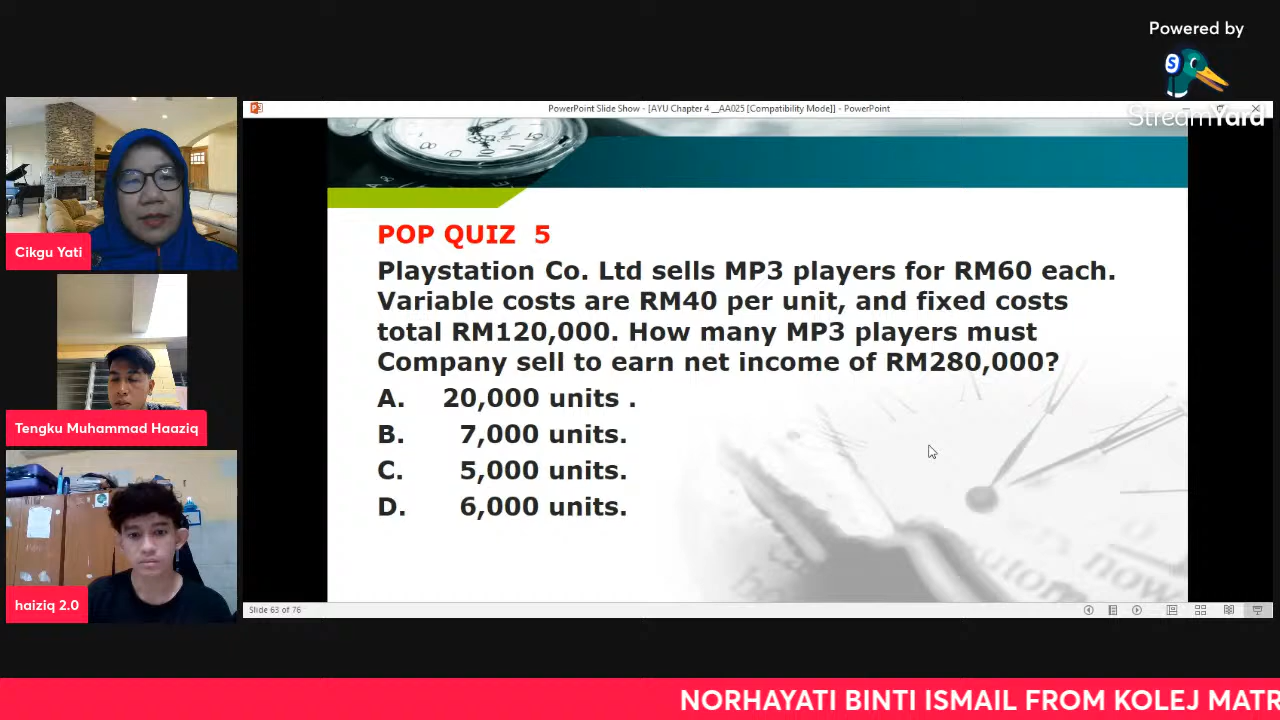 Powered by
StreamYard
PowerPoint Slide Show - [AYU Chapter 4 __AA025 [Compatibility Mode]] - PowerPoint
Cikgu Yati
Tengku Muhammad Haaziq
haiziq 2.0
POP QUIZ 5
Playstation Co. Ltd sells MP3 players for RM60 each.
Variable costs are RM40 per unit, and fixed costs
total RM120,000. How many MP3 players must
Company sell to earn net income of RM280,000?
A. 20,000 units .
B. 7,000 units.
C. 5,000 units.
D. 6,000 units.
Slide 63 of 76
NORHAYATI BINTI ISMAIL FROM KOLEJ MATR